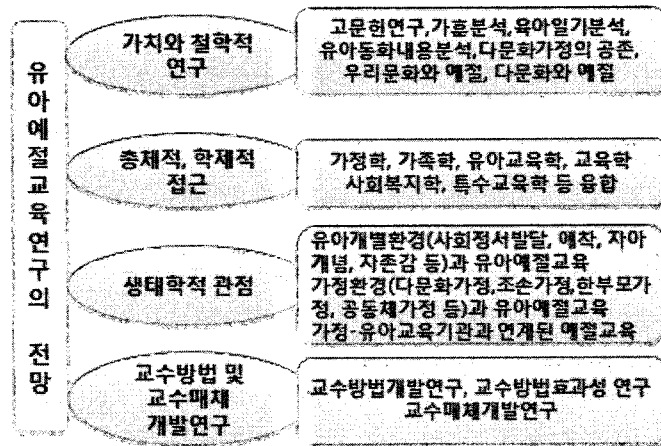 유아예절교육연구의 전망
가치와 철학적
연구
고문헌연구,가훈분석,육아일기분석,
유아동화내용분석,다문화가정의 공존,
우리문화와 예절, 다문화와 예절
총체적, 학제적
접근
가정학, 가족학, 유아교육학, 교육학
사회복지학, 특수교육학 등 융합
생태학적 관점
유아개별환경(사회정서발달, 애착, 자아
개념, 자존감 등)과 유아예절교육
가정환경(다문화가정,조손가정,한부모가
정, 공동체가정 등)과 유아예절교육
가정-유아교육기관과 연계된 예절교육
교수방법 및
교수매체
개발연구
교수방법개발연구, 교수방법효과성 연구
교수매체개발연구